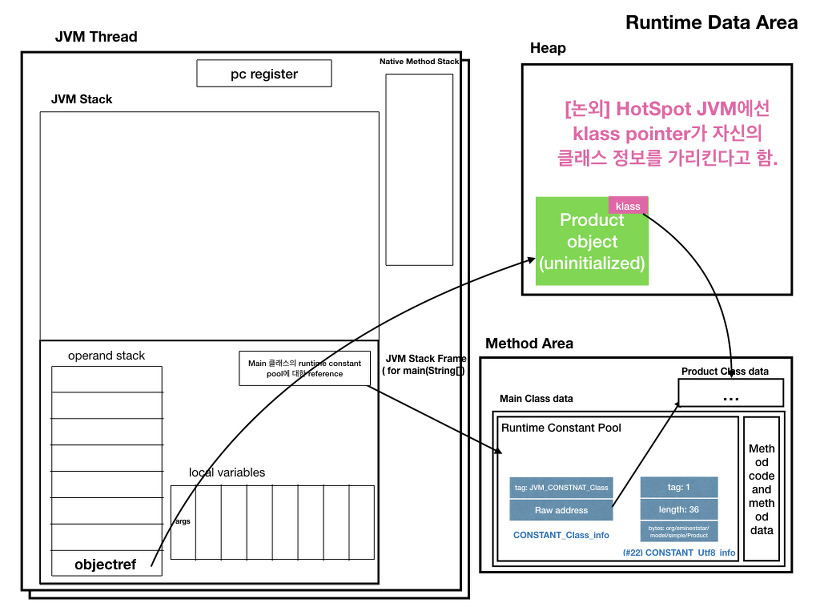 Runtime Data Area
JVM Thread
Heap
pc register
Native Method Stack
JVM Stack
[논외] HotSpot JVM에선
klass pointer가 자신의
클래스 정보를 가리킨다고 함.
klass
Product
object
(uninitialized)
operand stack
Main 클래스의 runtime constant
pool에 대한 reference
JVM Stack Frame
( for main(String[])
local variables
args
objectref
Method Area
Product Class data
...
Main Class data
Runtime Constant Pool
tag: JVM_CONSTNAT_Class
Raw address
CONSTANT_Class_info
tag: 1
length: 36
bytes: org/eminentstar/
model/simple/Product
(#22) CONSTANT_Utf8_info
Meth
od
code
and
meth
od
data